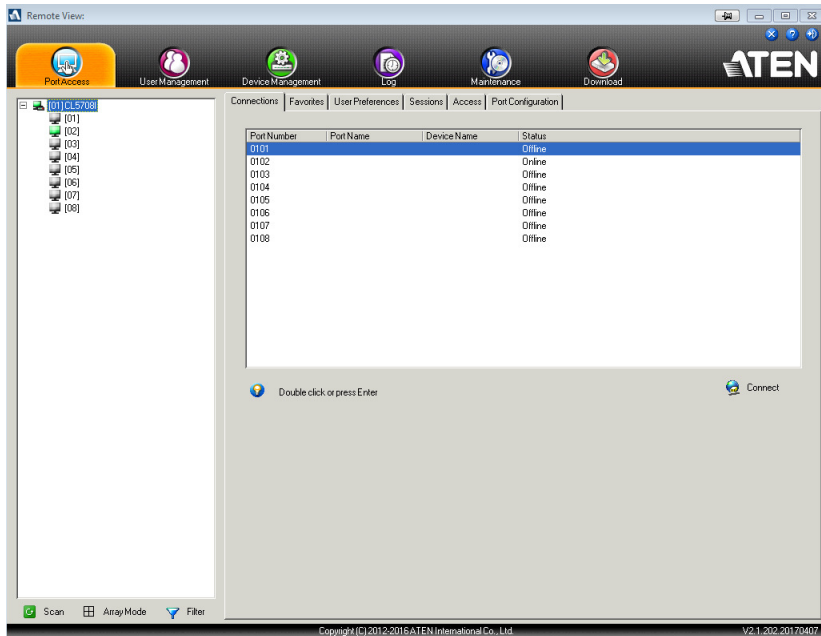 Remote View:
ATEN
Port Access
User Management
Device Management
Log
Maintenance
Download
[01]CL5708I
[01]
[02]
[03]
[04]
[05]
[06]
[07]
[08]
Scan
Array Mode
Filter
Connections Favorites User Preferences Sessions Access Port Configuration
Port Number Port Name Device Name Status
0101 Offline
0102 Online
0103 Offline
0104 Offline
0105 Offline
0106 Offline
0107 Offline
0108 Offline
Double click or press Enter
Connect
Copyright (C) 2012-2016 ATEN International Co., Ltd.
V2.1.202.20170407